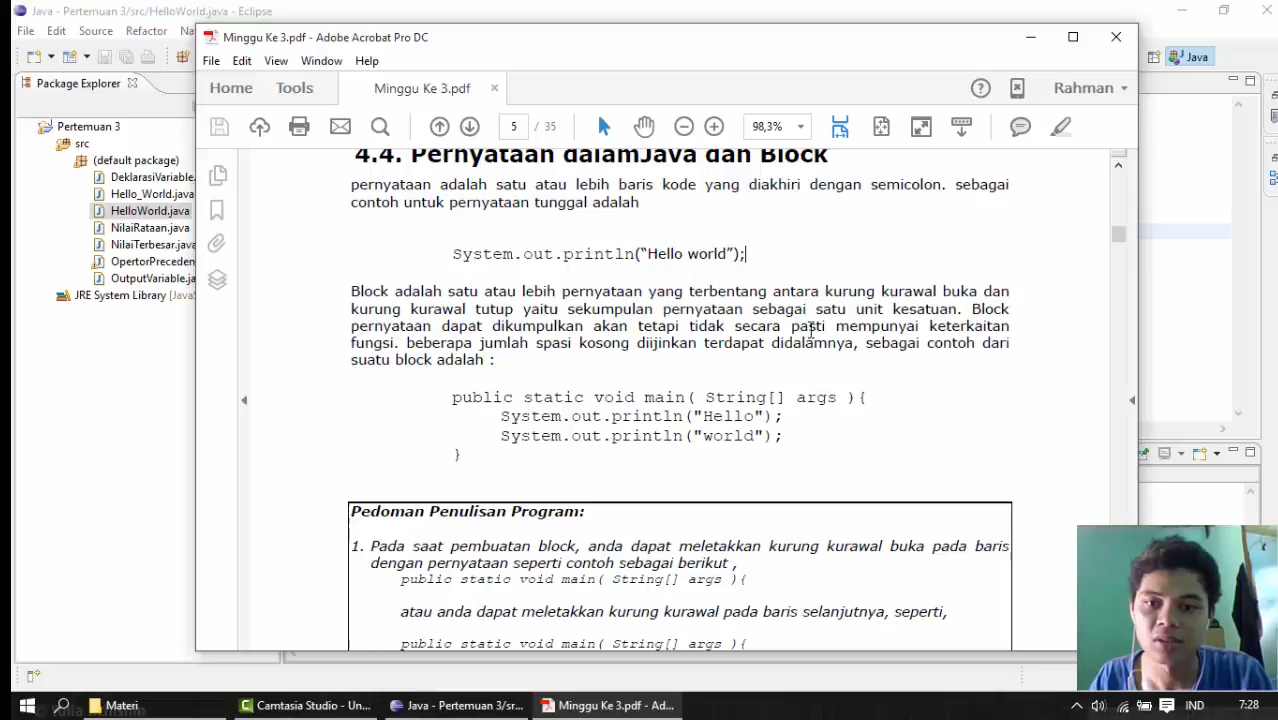 Java - Pertemuan 3/src/HelloWorld.java - Eclipse
File Edit Source Refactor Na
Java
Package Explorer
Pertemuan 3
src
(default package)
DeklarasiVariable.
Hello_World.java
HelloWorld.java
NilaiRataan.java
NilaiTerbesar.java
OpertorPreceden
OutputVariable.ja
JRE System Library [JavaS
Minggu Ke 3.pdf - Adobe Acrobat Pro DC
File Edit View Window Help
Home Tools Minggu Ke 3.pdf × Rahman
5 / 35 98,3%
4.4. Pernyataan dalamJava dan Block
pernyataan adalah satu atau lebih baris kode yang diakhiri dengan semicolon. sebagai
contoh untuk pernyataan tunggal adalah
System.out.println(“Hello world”);
Block adalah satu atau lebih pernyataan yang terbentang antara kurung kurawal buka dan
kurung kurawal tutup yaitu sekumpulan pernyataan sebagai satu unit kesatuan. Block
pernyataan dapat dikumpulkan akan tetapi tidak secara pasti mempunyai keterkaitan
fungsi. beberapa jumlah spasi kosong diijinkan terdapat didalamnya, sebagai contoh dari
suatu block adalah :
public static void main( String[] args ){
System.out.println("Hello");
System.out.println("world");
}
Pedoman Penulisan Program:
1. Pada saat pembuatan block, anda dapat meletakkan kurung kurawal buka pada baris
dengan pernyataan seperti contoh sebagai berikut ,
public static void main( String[] args ){
atau anda dapat meletakkan kurung kurawal pada baris selanjutnya, seperti,
public static void main( String[] args ){
Materi
Camtasia Studio - Un...
Java - Pertemuan 3/sr...
Minggu Ke 3.pdf - Ad...
IND 7:28